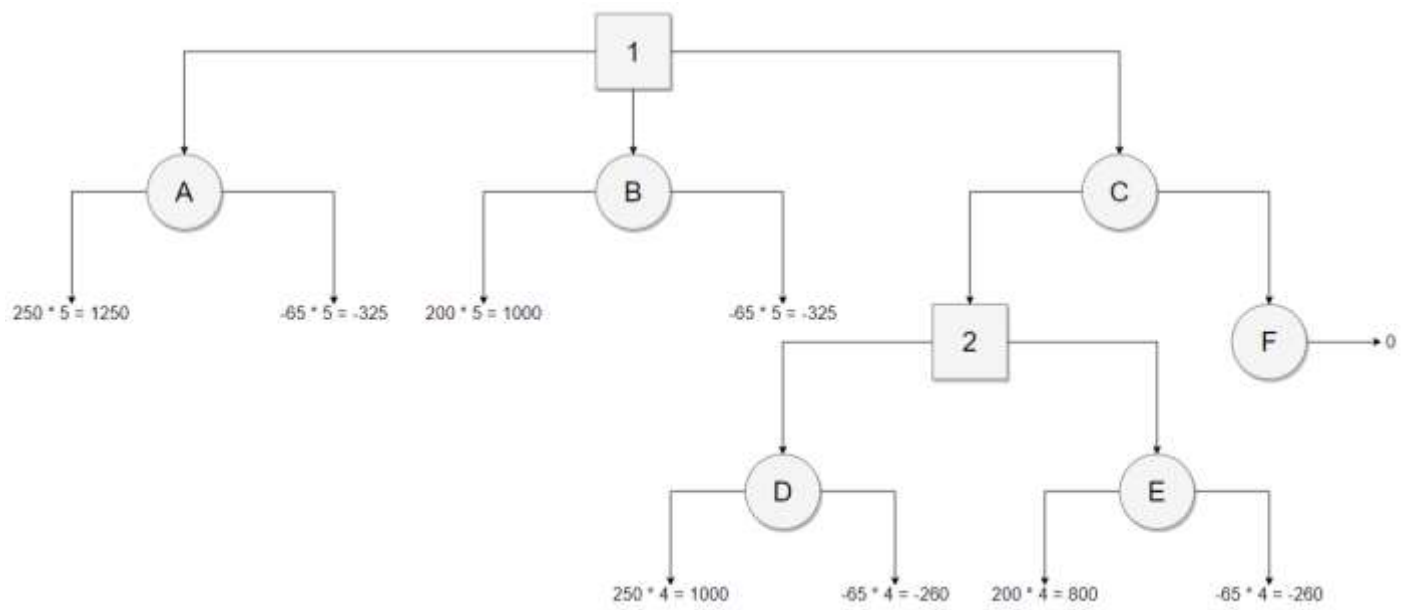 1
A
B
C
250 * 5 = 1250
-65 * 5 = -325
200 * 5 = 1000
-65 * 5 = -325
2
F
0
D
E
250 * 4 = 1000
-65 * 4 = -260
200 * 4 = 800
-65 * 4 = -260